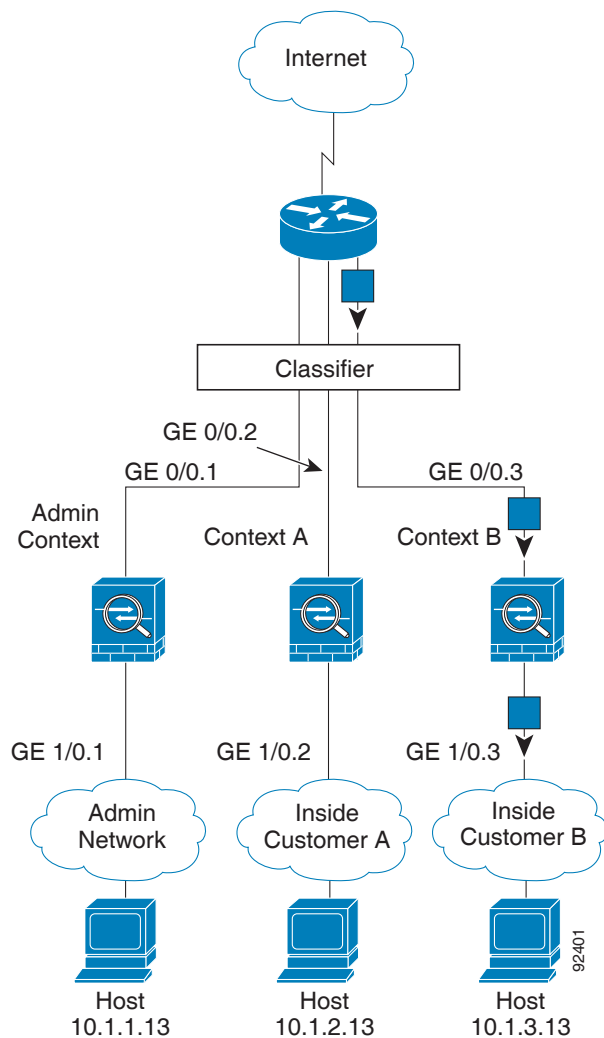 Internet
Classifier
GE 0/0.2
GE 0/0.1
GE 0/0.3
Admin
Context
Context A
Context B
GE 1/0.1
GE 1/0.2
GE 1/0.3
Admin
Network
Inside
Customer A
Inside
Customer B
92401
Host
10.1.1.13
Host
10.1.2.13
Host
10.1.3.13